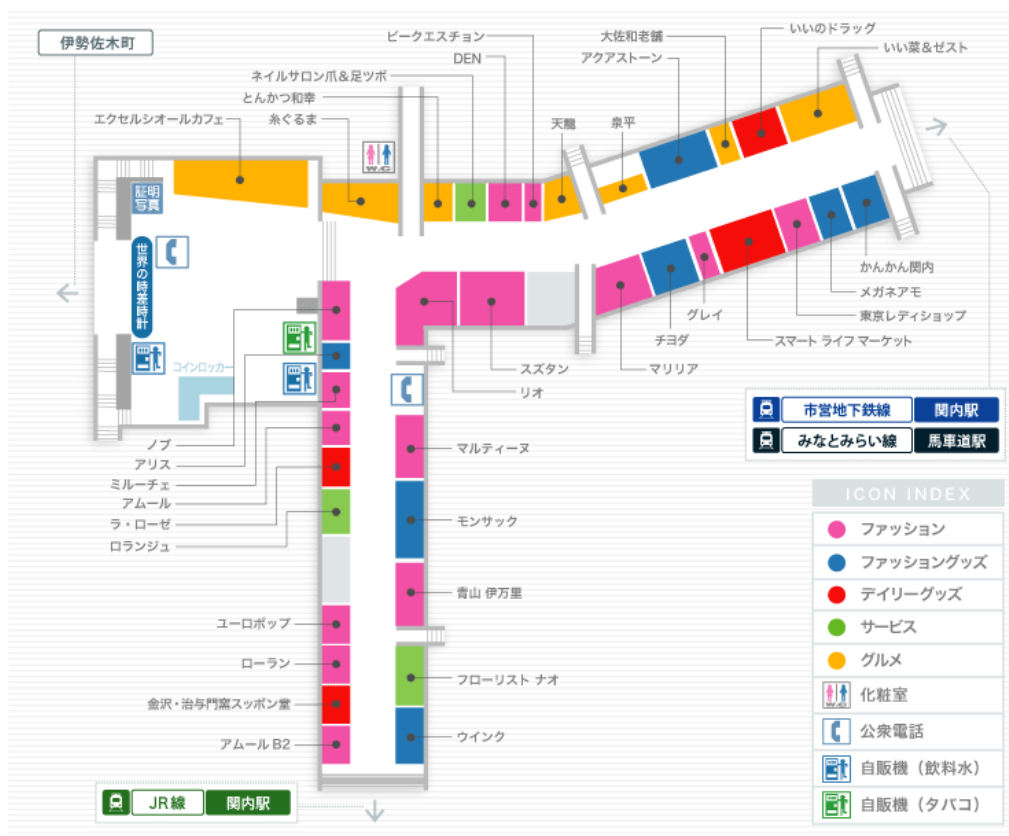 伊勢佐木町
ピークエスチョン
DEN
ネイルサロン爪&足ツボ
とんかつ和幸
エクセルシオールカフェ
糸ぐるま
W.C
大佐和老舗
アクアストーン
いいのドラッグ
いい菜&ゼスト
天龍
泉平
証明
写真
世界の時差時計
コインロッカー
かんかん関内
メガネアモ
東京レディショップ
スマート ライフ マーケット
グレイ
チヨダ
マリリア
スズタン
リオ
市営地下鉄線
関内駅
みなとみらい線
馬車道駅
ノブ
アリス
ミルーチェ
アムール
ラ・ローゼ
ロランジュ
マルティーヌ
モンサック
青山 伊万里
ユーロポップ
ローラン
金沢・治与門窯スッポン堂
アムール B2
フローリスト ナオ
ウインク
JR線
関内駅
ICON INDEX
ファッション
ファッショングッズ
デイリーグッズ
サービス
グルメ
W.C
化粧室
公衆電話
自販機（飲料水）
自販機（タバコ）